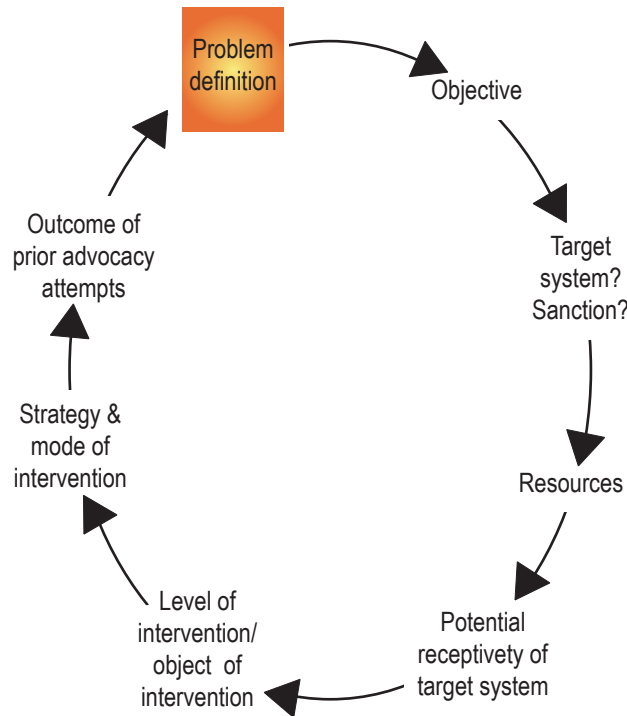 Problem
definition
Objective
Target
system?
Sanction?
Resources
Potential
receptivety of
target system
Level of
intervention/
object of
intervention
Strategy &
mode of
intervention
Outcome of
prior advocacy
attempts